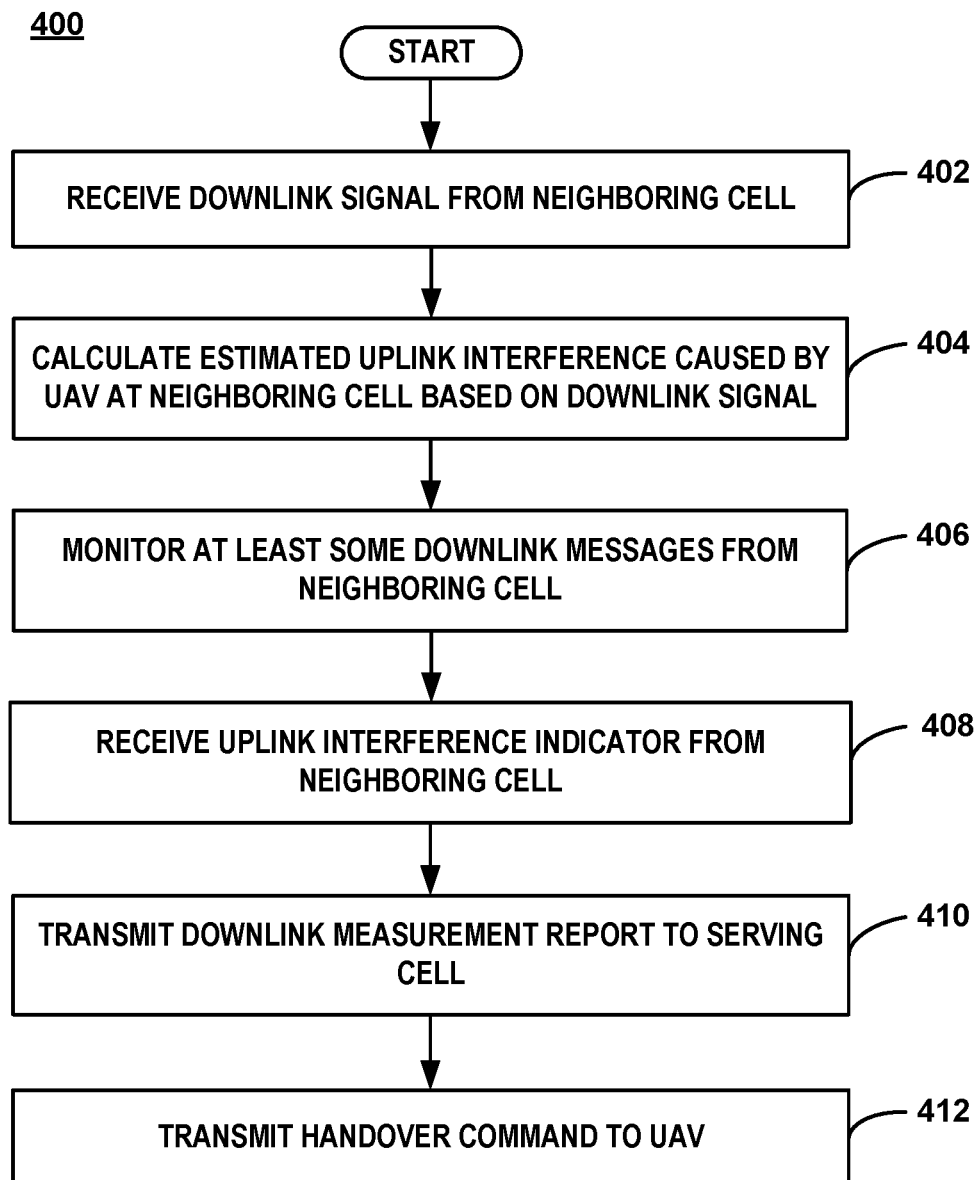 400
START
RECEIVE DOWNLINK SIGNAL FROM NEIGHBORING CELL
402
CALCULATE ESTIMATED UPLINK INTERFERENCE CAUSED BY
UAV AT NEIGHBORING CELL BASED ON DOWNLINK SIGNAL
404
MONITOR AT LEAST SOME DOWNLINK MESSAGES FROM
NEIGHBORING CELL
406
RECEIVE UPLINK INTERFERENCE INDICATOR FROM
NEIGHBORING CELL
408
TRANSMIT DOWNLINK MEASUREMENT REPORT TO SERVING
CELL
410
TRANSMIT HANDOVER COMMAND TO UAV
412